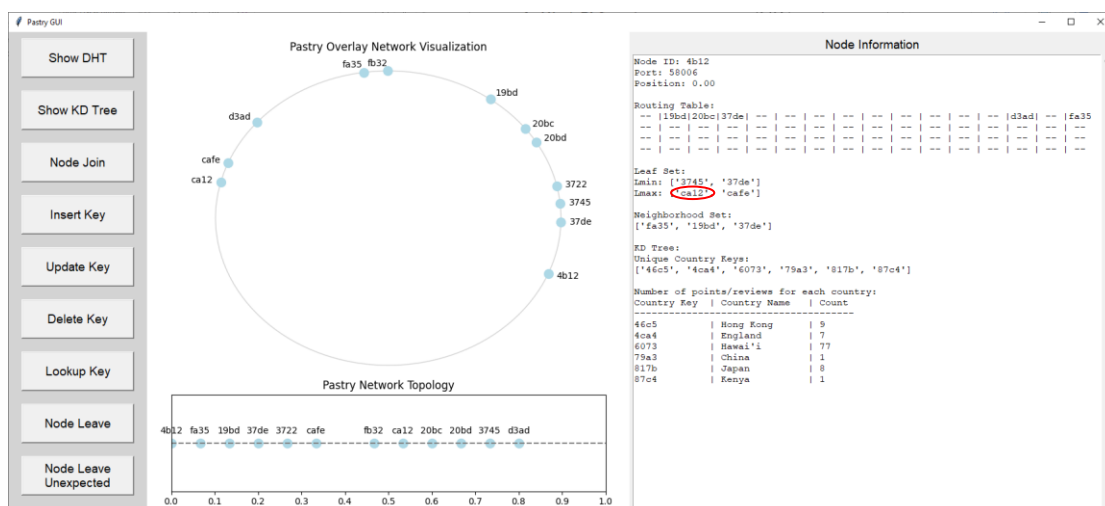 Pastry GUI
Show DHT
Show KD Tree
Node Join
Insert Key
Update Key
Delete Key
Lookup Key
Node Leave
Node Leave
Unexpected
Pastry Overlay Network Visualization
fa35 fb32
19bd
20bc
20bd
d3ad
cafe
ca12
3722
3745
37de
4b12
Pastry Network Topology
4b12 fa35 19bd 37de 3722 cafe fb32 ca12 20bc 20bd 3745 d3ad
0.0 0.1 0.2 0.3 0.4 0.5 0.6 0.7 0.8 0.9 1.0
Node Information
Node ID: 4b12
Port: 58006
Position: 0.00
Routing Table:
-- |19bd|20bc|37de| -- | -- | -- | -- | -- | -- | -- | -- | -- |d3ad| -- |fa35
-- | -- | -- | -- | -- | -- | -- | -- | -- | -- | -- | -- | -- | -- | -- | --
-- | -- | -- | -- | -- | -- | -- | -- | -- | -- | -- | -- | -- | -- | -- | --
-- | -- | -- | -- | -- | -- | -- | -- | -- | -- | -- | -- | -- | -- | -- | --
Leaf Set:
Lmin: ['3745', '37de']
Lmax: ['ca12', 'cafe']
Neighborhood Set:
['fa35', '19bd', '37de']
KD Tree:
Unique Country Keys:
['46c5', '4ca4', '6073', '79a3', '817b', '87c4']
Number of points/reviews for each country:
Country Key | Country Name | Count
---------------------------------------
46c5 | Hong Kong | 9
4ca4 | England | 7
6073 | Hawai'i | 77
79a3 | China | 1
817b | Japan | 8
87c4 | Kenya | 1